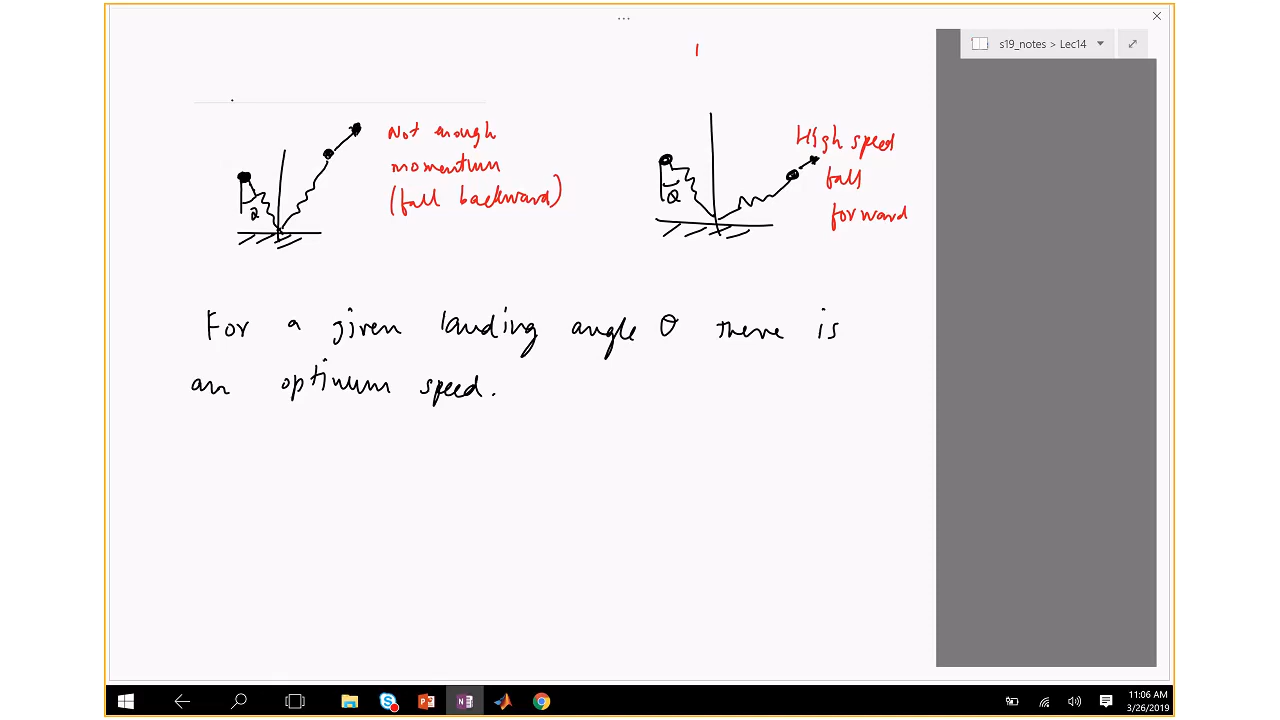 s19_notes > Lec14
Not enough
momentum
(fall backward)
θ
High speed
fall
forward
θ
For a given landing angle θ there is
an optimum speed.
11:06 AM
3/26/2019